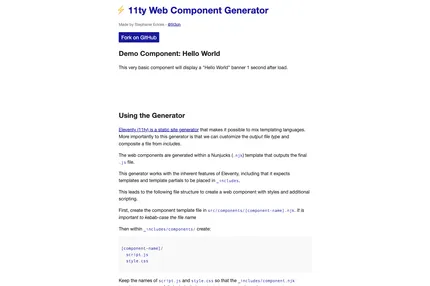 ⚡ 11ty Web Component Generator
Made by Stephanie Eckles - @5t3ph
Fork on GitHub
Demo Component: Hello World
This very basic component will display a "Hello World" banner 1 second after load.
Using the Generator
Eleventy (11ty) is a static site generator that makes it possible to mix templating languages.
More importantly to this generator is that we can customize the output file type and
composite a file from includes.
The web components are generated within a Nunjucks (.njk) template that outputs the final
.js file.
This generator works with the inherent features of Eleventy, including that it expects
templates and template partials to be placed in _includes.
This leads to the following file structure to create a web component with styles and additional
scripting.
First, create the component template file in src/components/[component-name].njk. It is
important to kebab-case the file name
Then within _includes/components/ create:
[component-name]/
script.js
style.css
Keep the names of script.js and style.css so that the _includes/component.njk